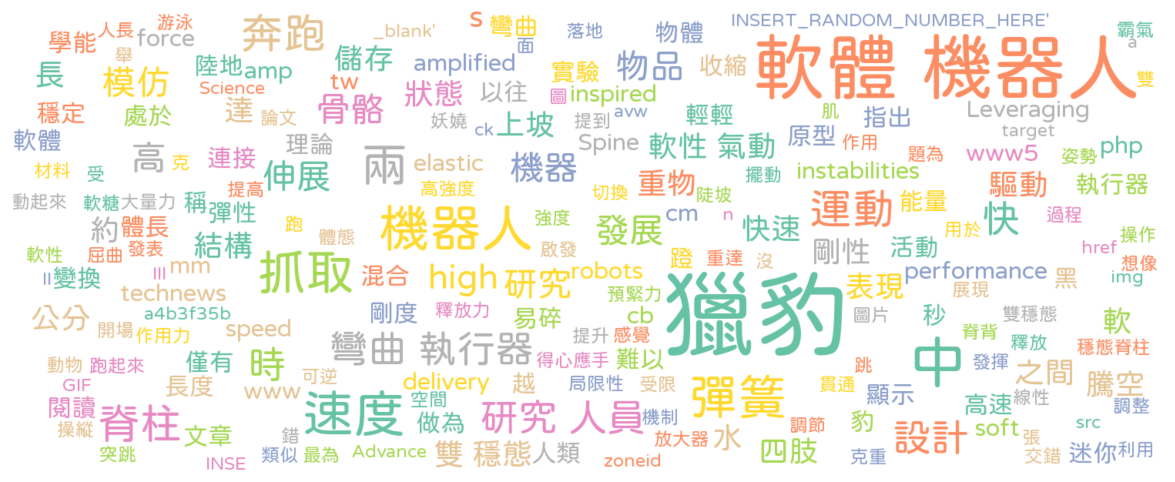 游泳
s
彎曲
INSERT_RANDOM_NUMBER_HERE'
學能
人長
force
奔跑
_blank'
面
落地
物體
軟體 機器人
霸氣
a
舉
陸地
amp
儲存
amplified
實驗
物品
收縮
雙
長
模仿
Science
tw
狀態
以往
圖
inspired
Leveraging
穩定
處於
達
論文
骨骼
妖嬈
ck
上坡
提到
avw
輕輕
肌
指出
target
軟體
高
克
連接
理論
兩
elastic
Spine
機器
軟性 氣動
原型
作用
題為
www5
姿勢
php
材料
受
伸展
高強度
切換
重物
陡坡
擺動
instabilities
驅動
執行器
動起來
軟糖
大量力
提高
稱
彈性
機器人
強度
發展
cm
n
運動
能量
用於
快
過程
約
體長
發表
結構
跑
體態
啟發
快速
剛性
活動
href
操作
軟性
屈曲
ll
變換
lll
mm
抓取
混合
high
研究
robots
蹬
重達
沒
獵豹
表現
performance
黑
想像
img
technews
a4b3f35b
剛度
釋放力
易碎
預緊力
cb
圖片
展現
秒
雙穩態
軟
公分
開場
作用力
speed
彎曲 執行器
提升
感覺
中
脊背
釋放
穩態脊柱
動物
跑起來
僅有
時
得心應手
難以
跳
發揮
之間
騰空
GIF
長度
www
可逆
delivery
越
局限性
受限
貫通
顯示
線性
閱讀
脊柱
速度
空間
做為
研究 人員
機制
彈簧
調節
豹
高速
調整
操縱
文章
錯
放大器
水
設計
soft
src
張
突跳
INSE
類似
最為
Advance
雙 穩態
人類
zoneid
四肢
克重
交錯
迷你
利用